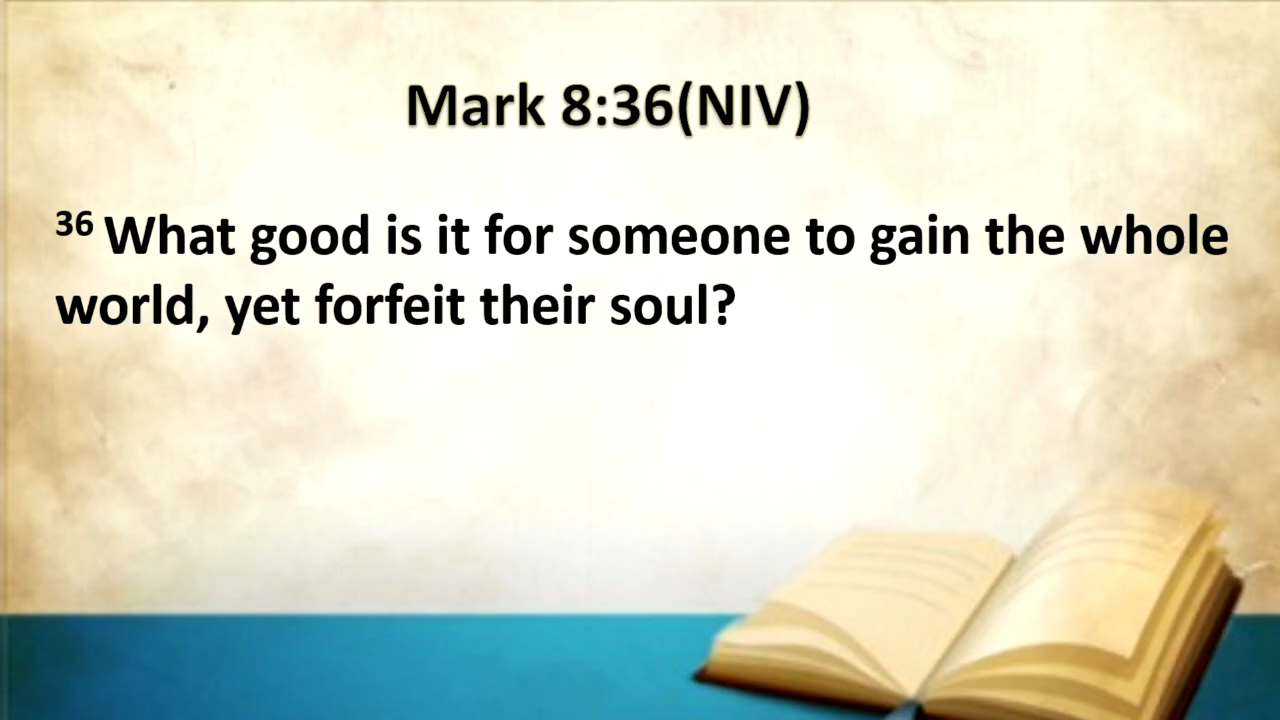 Mark 8:36(NIV)
36 What good is it for someone to gain the whole
world, yet forfeit their soul?